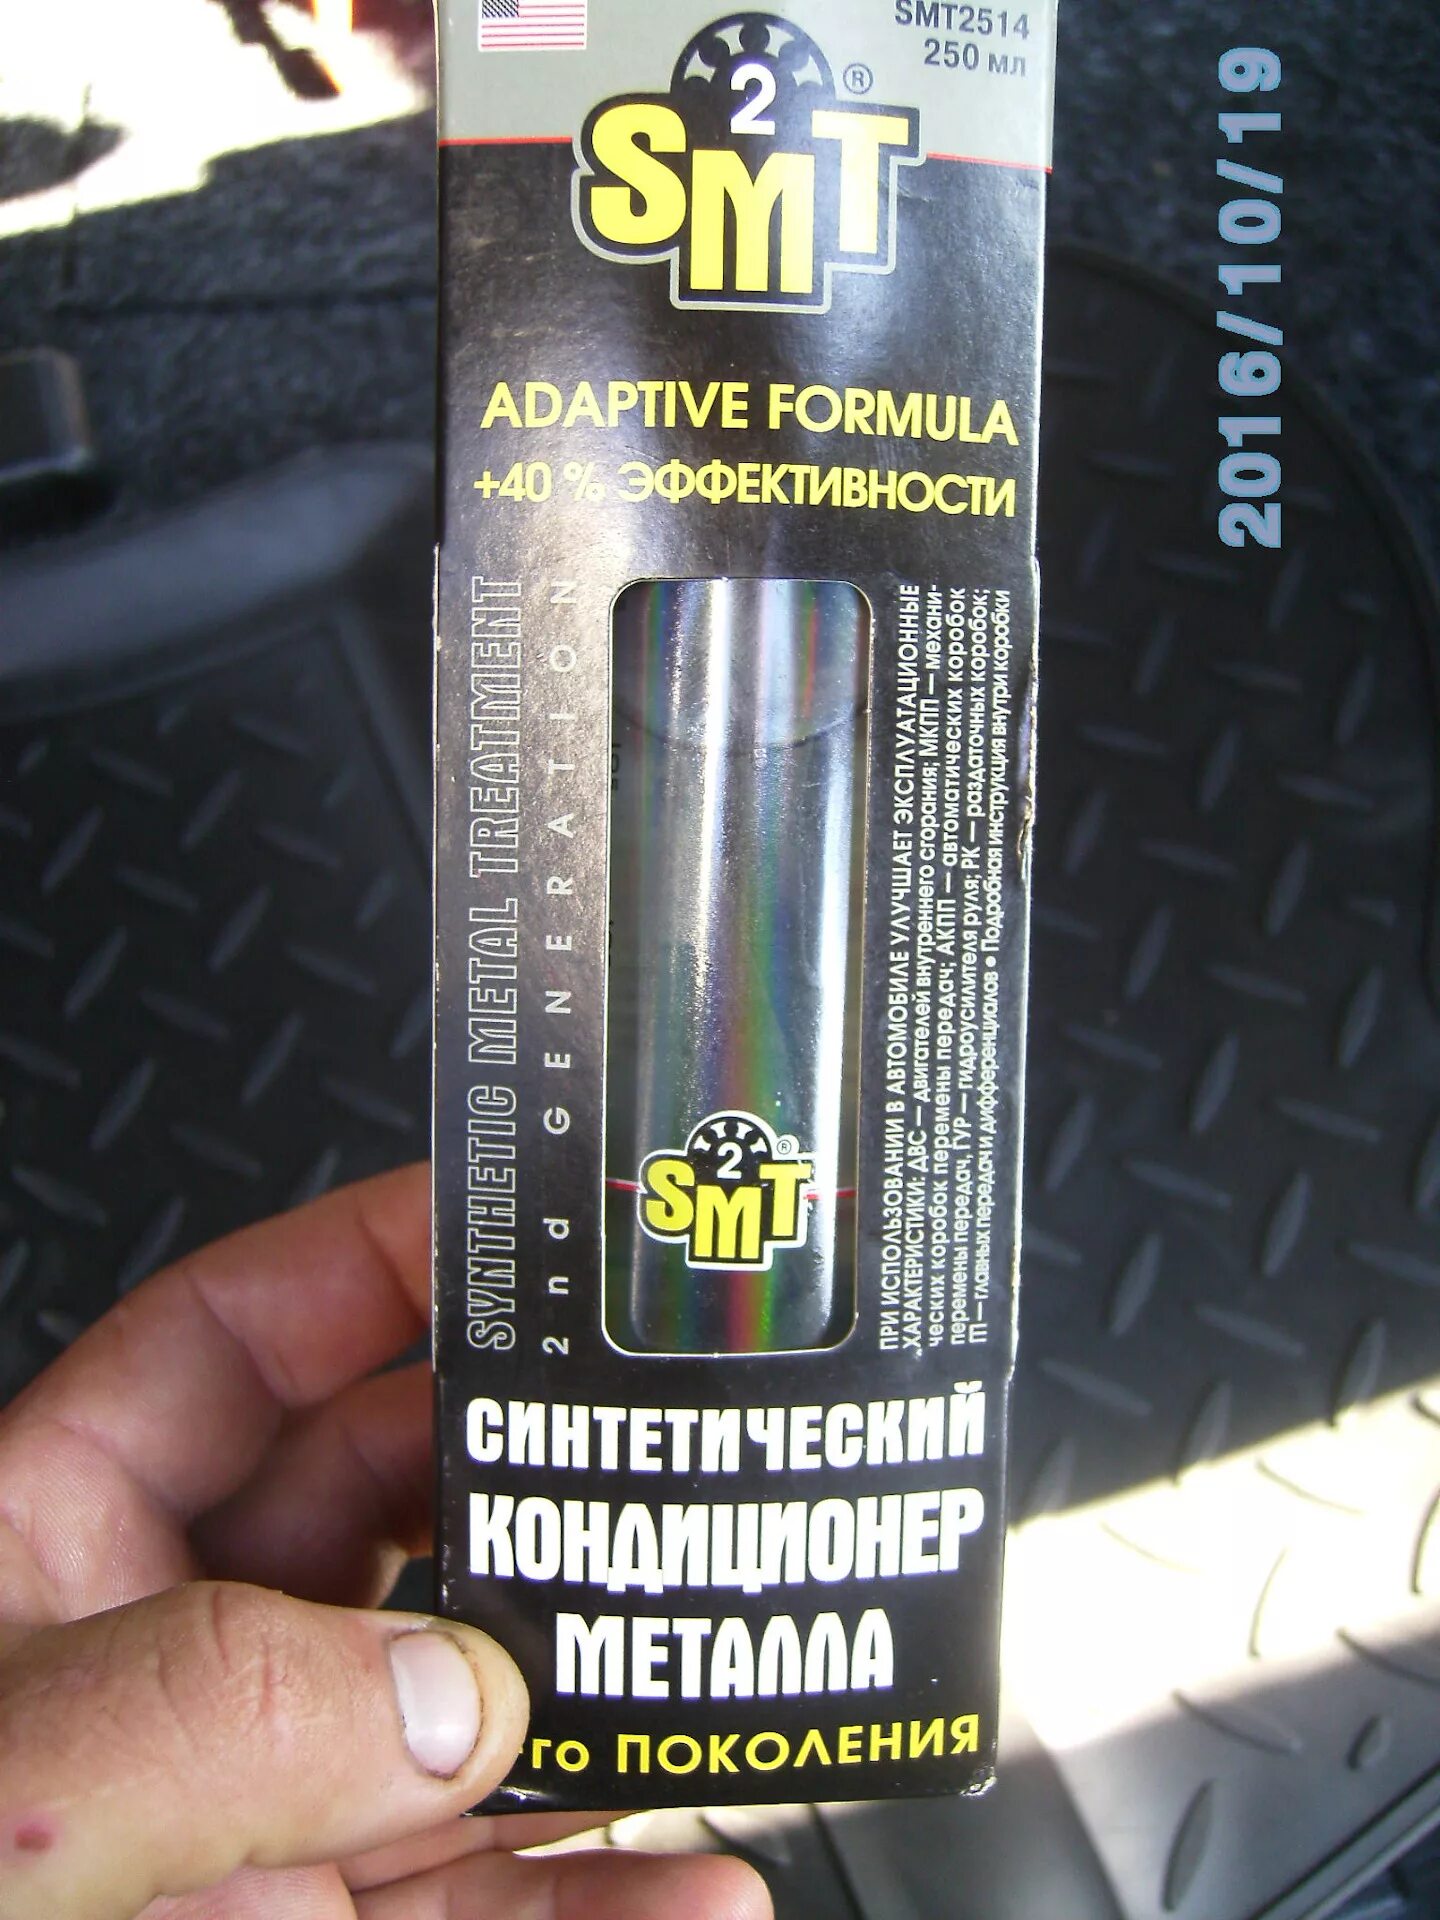 SMT2514
250 мл
2
SMT
®
ADAPTIVE FORMULA
+40 % ЭФФЕКТИВНОСТИ
SYNTHETIC METAL TREATMENT
2nd GENERATION
2
SMT
®
ПРИ ИСПОЛЬЗОВАНИИ В АВТОМОБИЛЕ УЛУЧШАЕТ ЭКСПЛУАТАЦИОННЫЕ
ХАРАКТЕРИСТИКИ: ДВС — двигателей внутреннего сгорания; МКПП — механи-
ческих коробок перемены передач; АКПП — автоматических коробок
перемены передач, ГУР — гидроусилителя руля; РК — раздаточных коробок;
ГП — главных передач и дифференциалов • Подробная инструкция внутри коробки
СИНТЕТИЧЕСКИЙ
КОНДИЦИОНЕР
МЕТАЛЛА
-го ПОКОЛЕНИЯ
2016/10/19